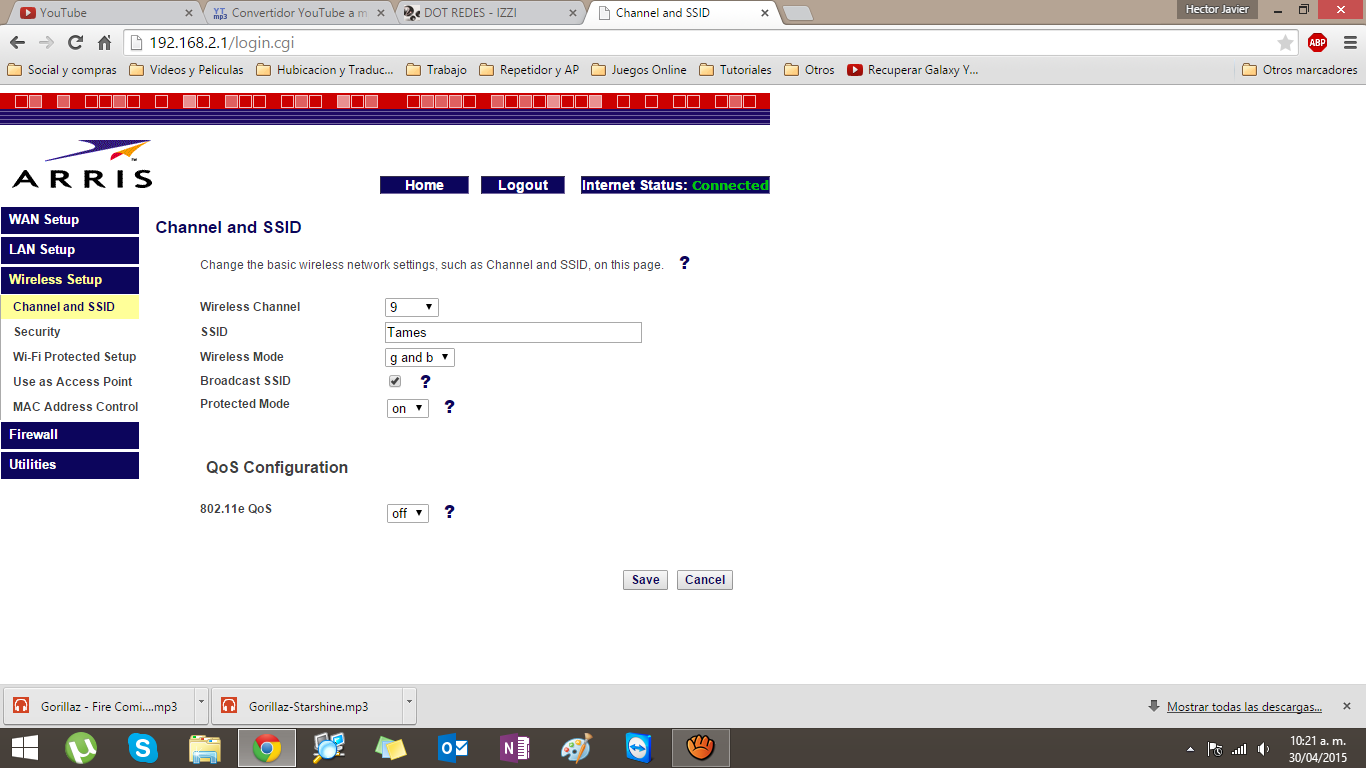 YouTube
Convertidor YouTube a m
DOT REDES - IZZI
Channel and SSID
Hector Javier
192.168.2.1/login.cgi
ABP
Social y compras
Videos y Peliculas
Hubicacion y Traduc...
Trabajo
Repetidor y AP
Juegos Online
Tutoriales
Otros
Recuperar Galaxy Y...
Otros marcadores
ARRIS
Home
Logout
Internet Status: Connected
WAN Setup
LAN Setup
Wireless Setup
Channel and SSID
Security
Wi-Fi Protected Setup
Use as Access Point
MAC Address Control
Firewall
Utilities
Channel and SSID
Change the basic wireless network settings, such as Channel and SSID, on this page. ?
Wireless Channel 9
SSID Tames
Wireless Mode g and b
Broadcast SSID ?
Protected Mode on ?
QoS Configuration
802.11e QoS off ?
Save Cancel
Gorillaz - Fire Comi....mp3
Gorillaz-Starshine.mp3
Mostrar todas las descargas...
10:21 a. m.
30/04/2015